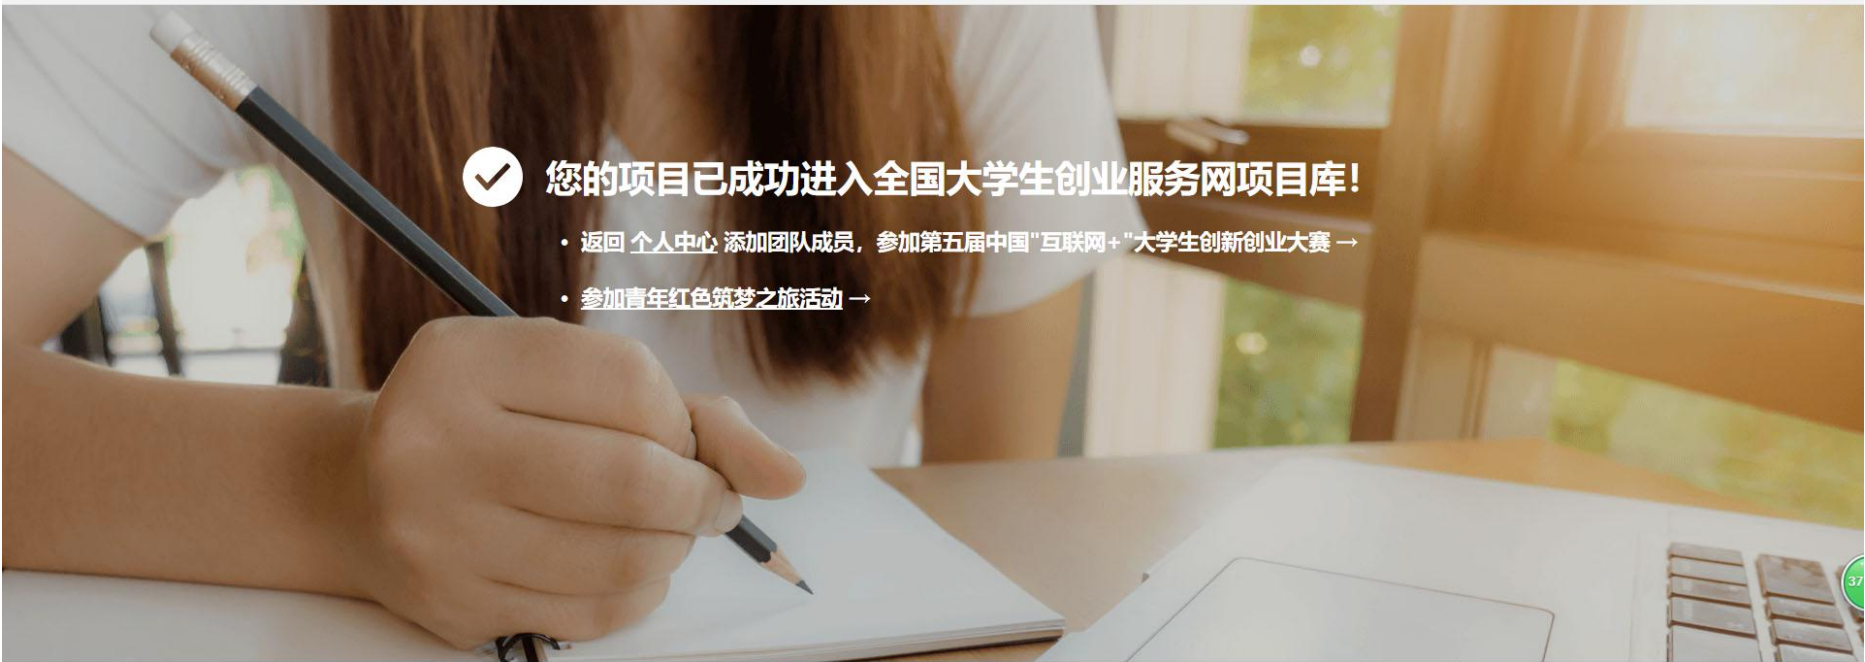 您的项目已成功进入全国大学生创业服务网项目库！
• 返回 个人中心 添加团队成员，参加第五届中国"互联网+"大学生创新创业大赛 →
• 参加青年红色筑梦之旅活动 →
37